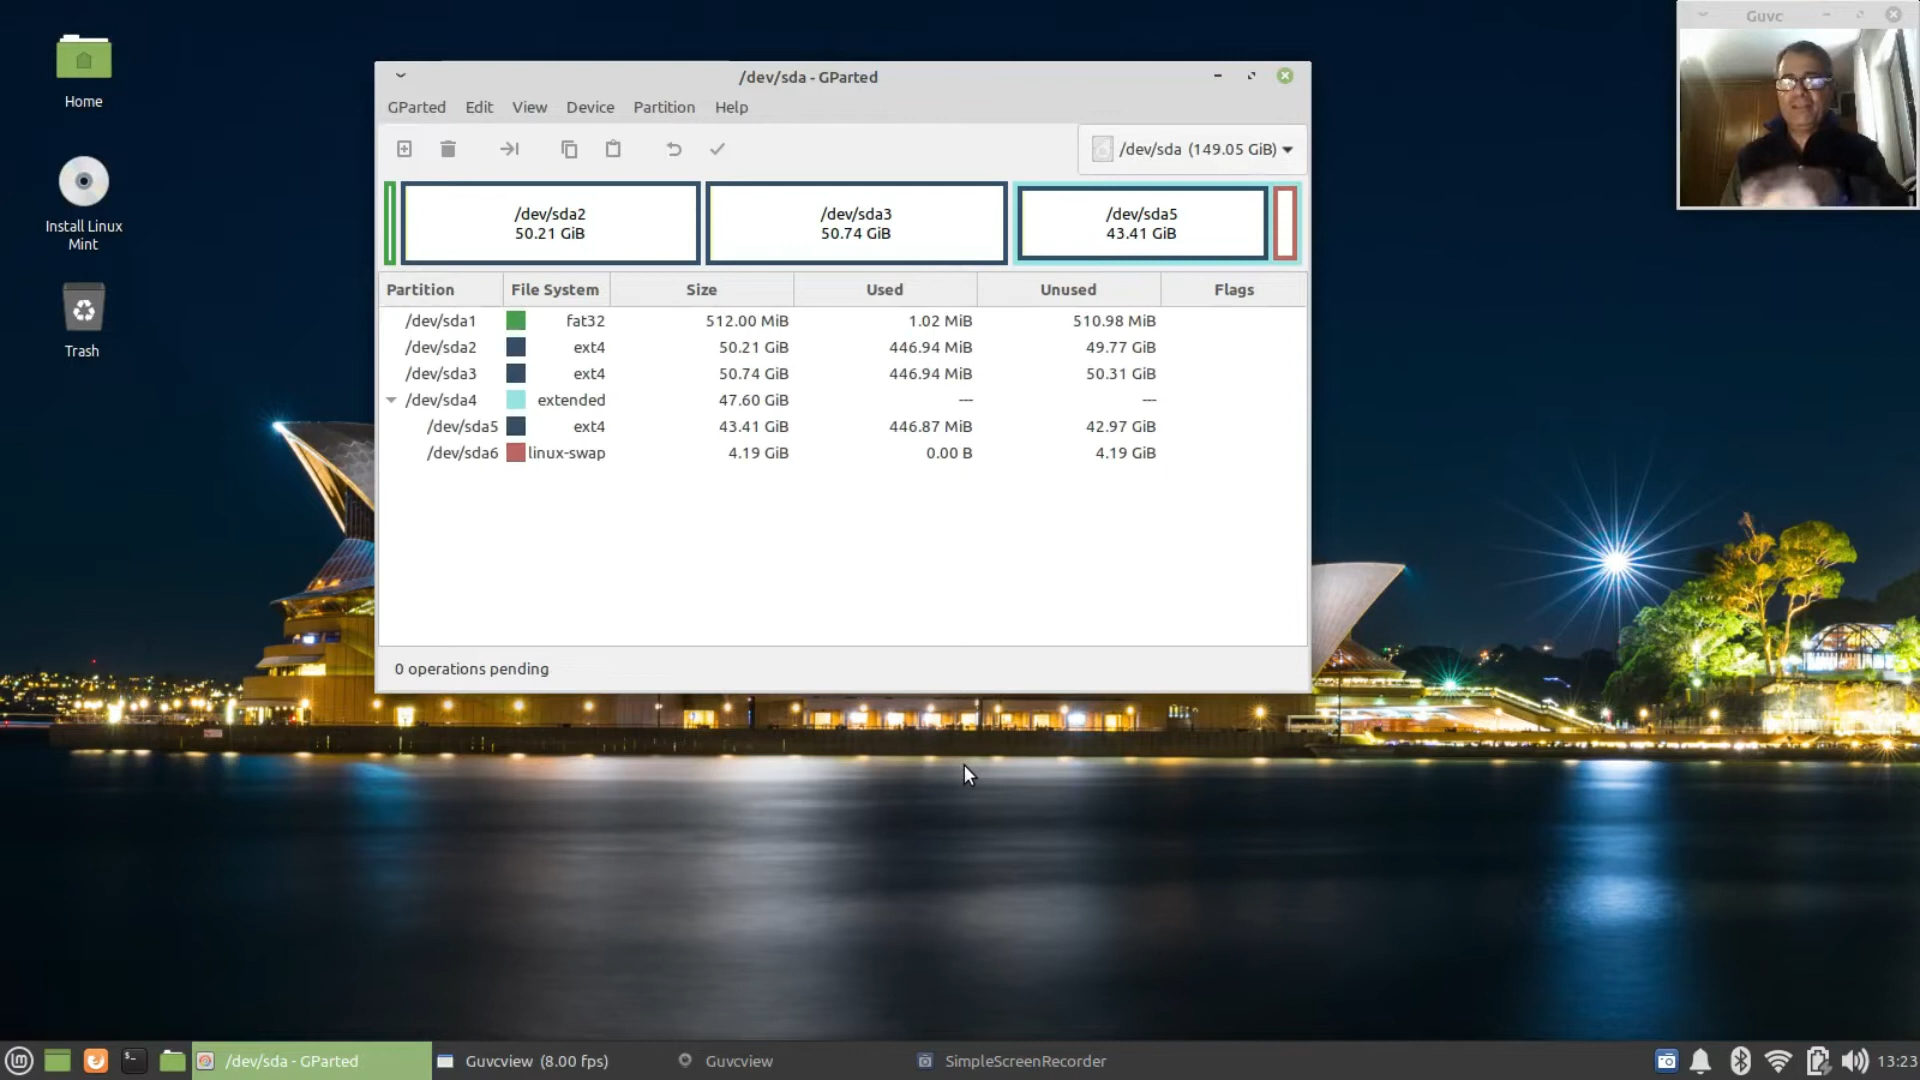 Home
Install Linux
Mint
Trash
/dev/sda - GParted
GParted Edit View Device Partition Help
/dev/sda (149.05 GiB)
/dev/sda2
50.21 GiB
/dev/sda3
50.74 GiB
/dev/sda5
43.41 GiB
Partition File System Size Used Unused Flags
/dev/sda1 fat32 512.00 MiB 1.02 MiB 510.98 MiB
/dev/sda2 ext4 50.21 GiB 446.94 MiB 49.77 GiB
/dev/sda3 ext4 50.74 GiB 446.94 MiB 50.31 GiB
/dev/sda4 extended 47.60 GiB --- ---
/dev/sda5 ext4 43.41 GiB 446.87 MiB 42.97 GiB
/dev/sda6 linux-swap 4.19 GiB 0.00 B 4.19 GiB
0 operations pending
Guvc
/dev/sda - GParted
Guvcview (8.00 fps)
Guvcview
SimpleScreenRecorder
13:23